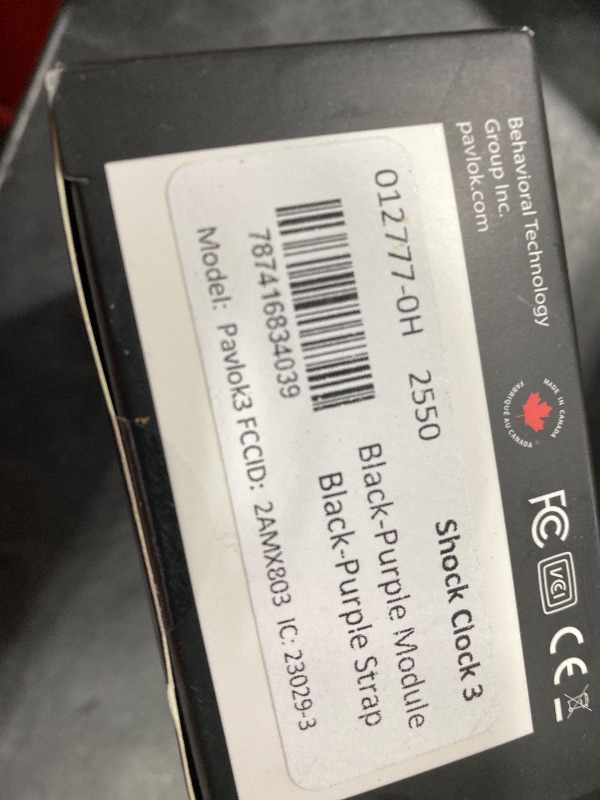 Behavioral Technology
Group Inc.
pavlok.com
MADE IN CANADA
FABRIQUE AU CANADA
FC
VCI
CE
012777-0H 2550
Shock Clock 3
Black-Purple Module
Black-Purple Strap
787416834039
Model: Pavlok3 FCCID: 2AMX803 IC: 23029-3